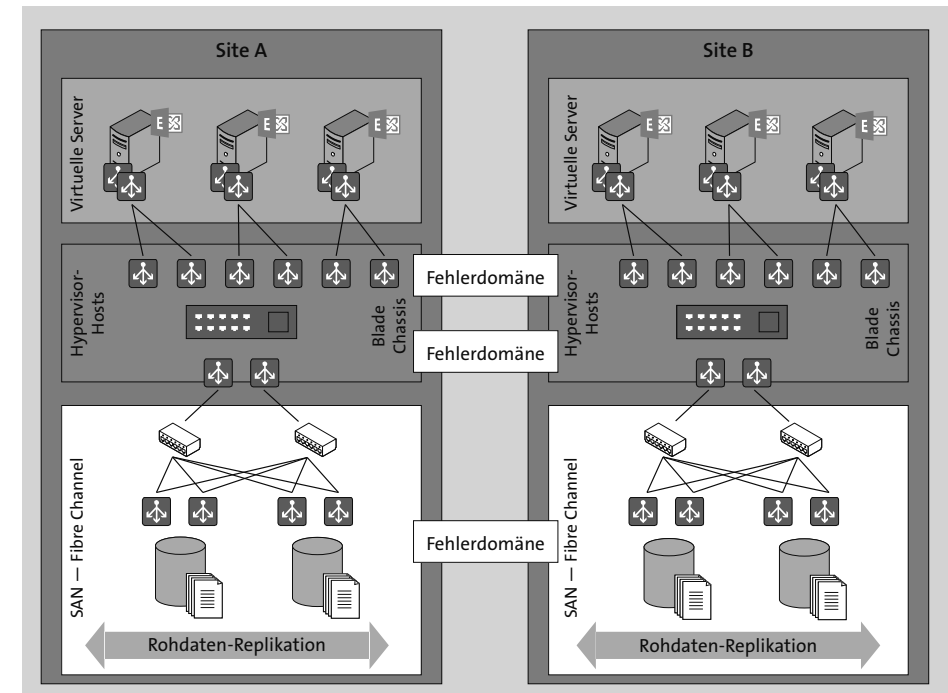 Site A
Virtuelle Server
E
E
E
Hypervisor-
Hosts
Blade
Chassis
SAN — Fibre Channel
Rohdaten-Replikation
Fehlerdomäne
Fehlerdomäne
Fehlerdomäne
Site B
Virtuelle Server
E
E
E
Hypervisor-
Hosts
Blade
Chassis
SAN — Fibre Channel
Rohdaten-Replikation